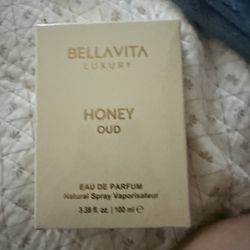 BELLAVITA
LUXURY
HONEY
OUD
EAU DE PARFUM
Natural Spray Vaporisateur
3.38 fl. oz. | 100 ml ℮